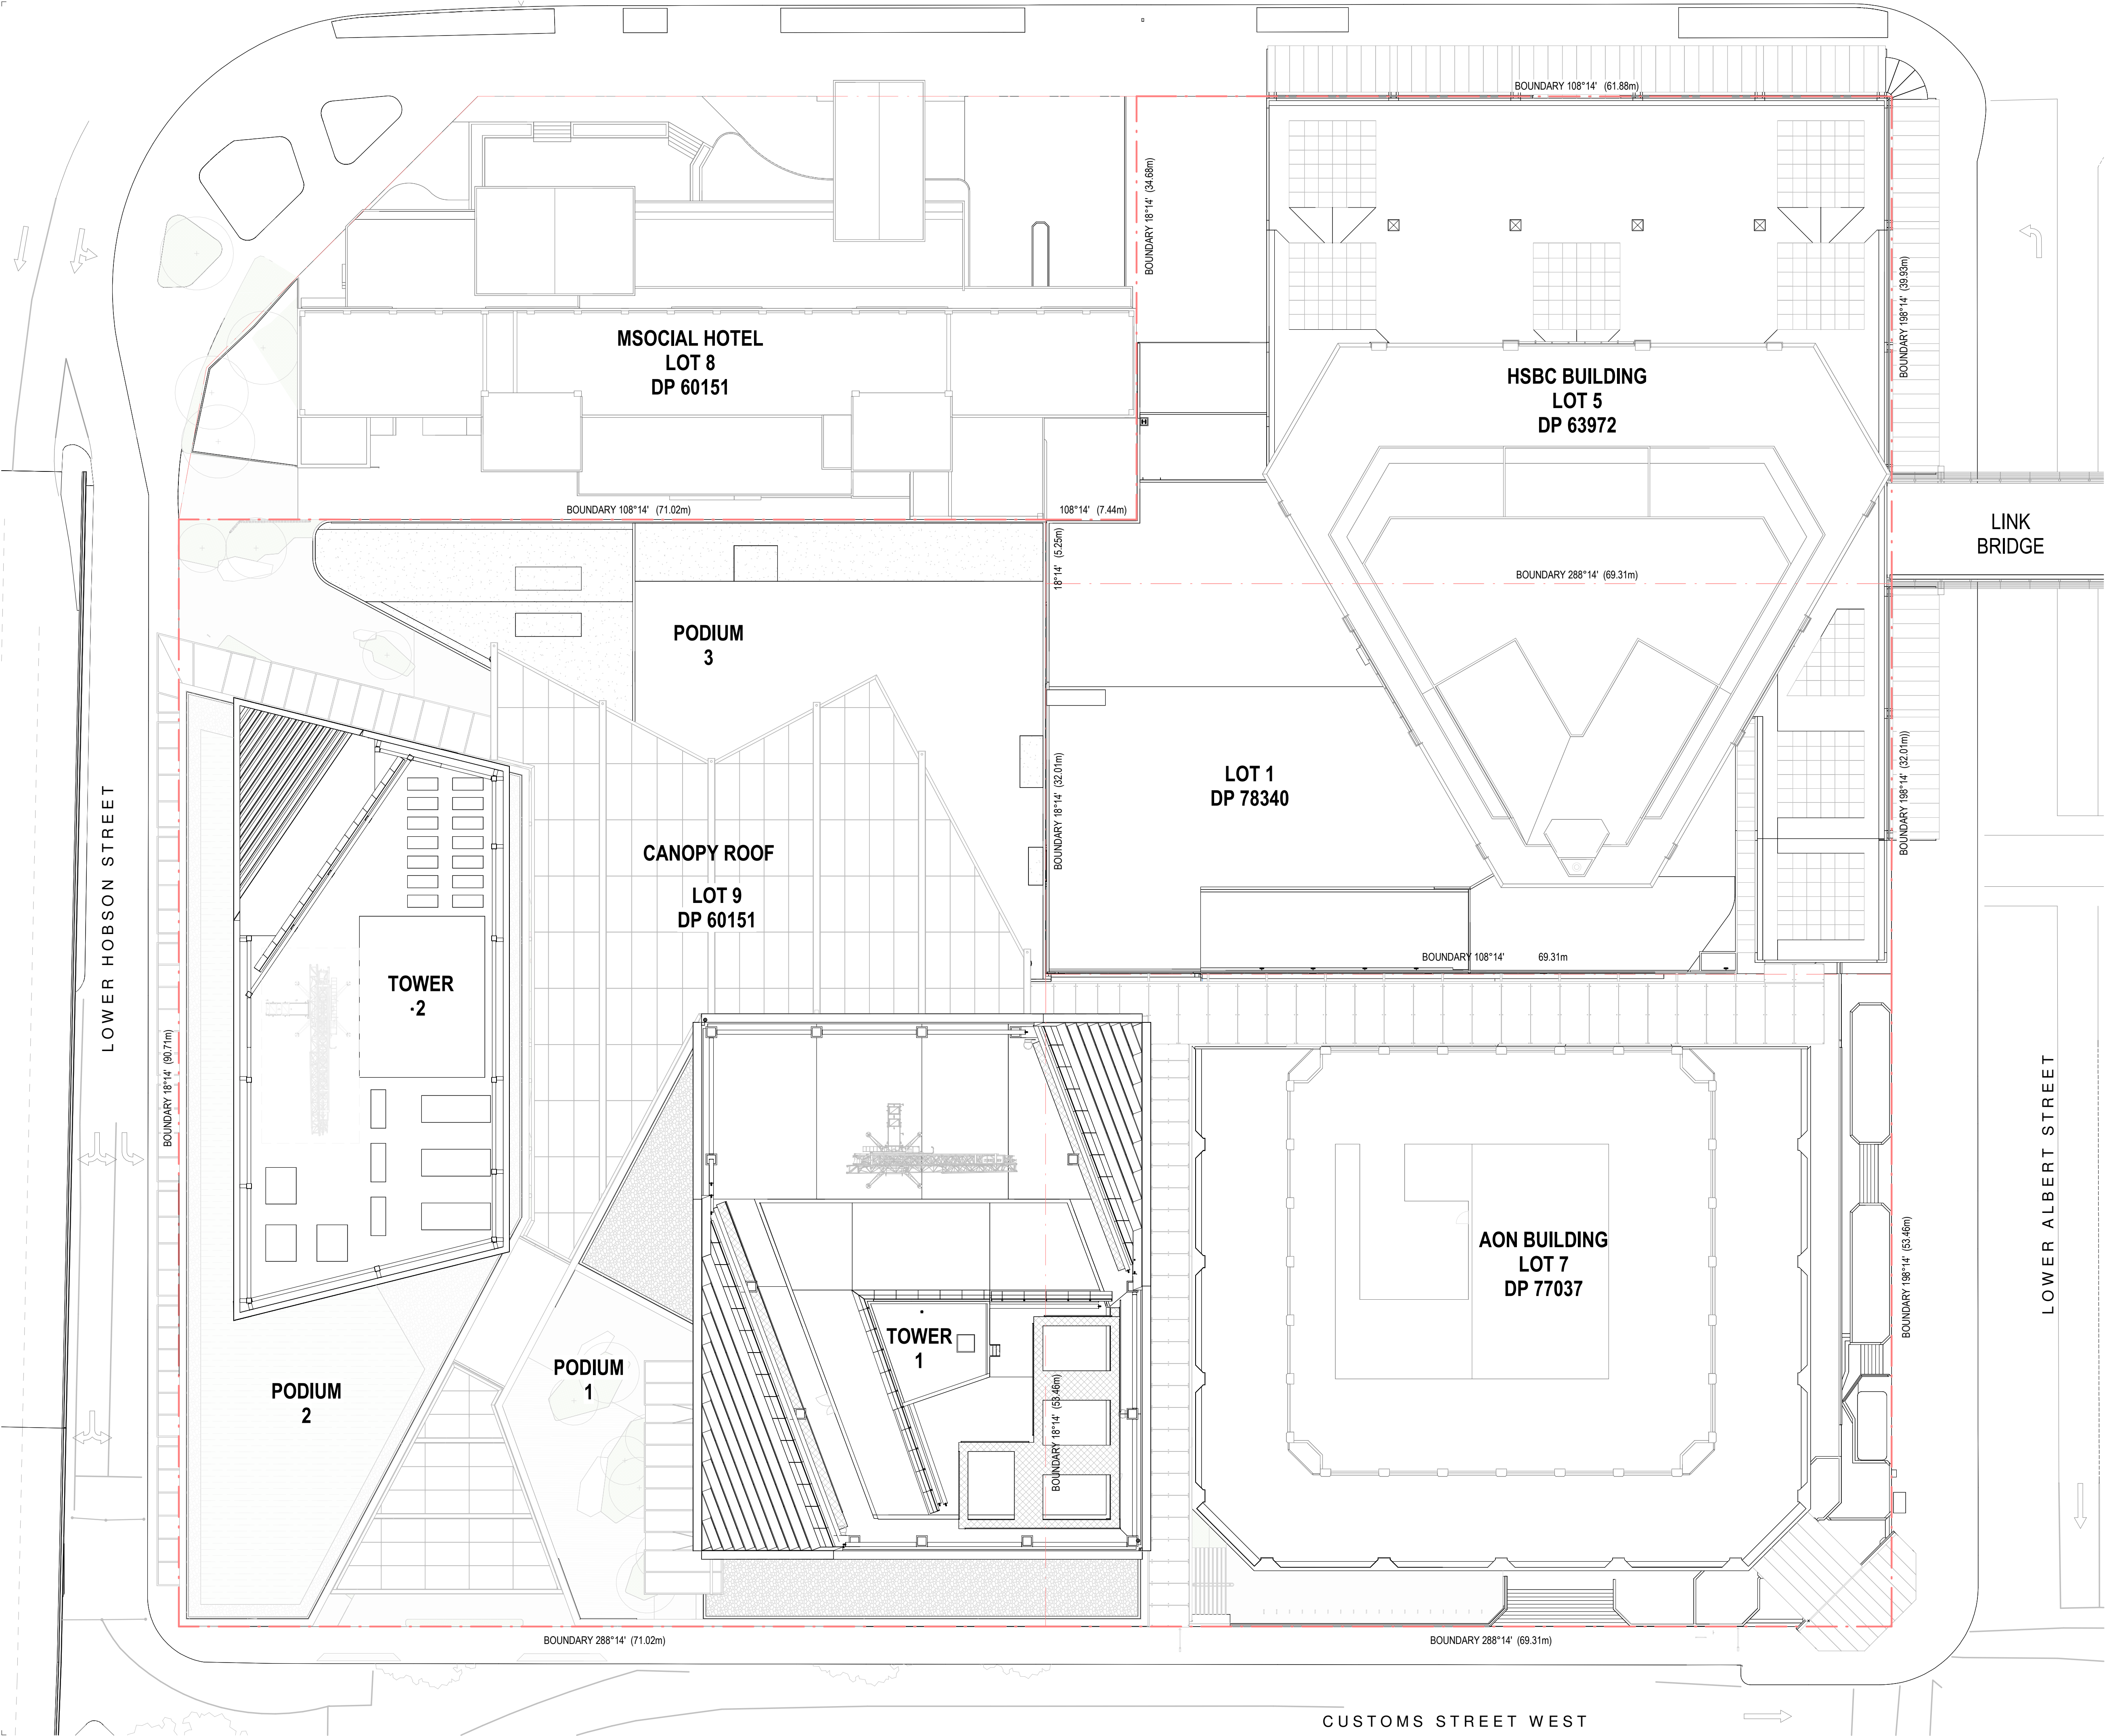 BOUNDARY 108°14' (61.88m)
BOUNDARY 18°14' (34.68m)
BOUNDARY 198°14' (39.93m)
MSOCIAL HOTEL
LOT 8
DP 60151
HSBC BUILDING
LOT 5
DP 63972
BOUNDARY 108°14' (71.02m)
108°14' (7.44m)
LINK
BRIDGE
18°14' (5.25m)
BOUNDARY 288°14' (69.31m)
PODIUM
3
LOT 1
DP 78340
BOUNDARY 18°14' (32.01m)
BOUNDARY 198°14' (32.01m))
LOWER HOBSON STREET
CANOPY ROOF
LOT 9
DP 60151
BOUNDARY 108°14' 69.31m
TOWER
2
BOUNDARY 18°14' (90.71m)
LOWER ALBERT STREET
AON BUILDING
LOT 7
DP 77037
BOUNDARY 198°14' (53.46m)
TOWER
1
PODIUM
1
PODIUM
2
BOUNDARY 18°14' (53.46m)
BOUNDARY 288°14' (71.02m)
BOUNDARY 288°14' (69.31m)
CUSTOMS STREET WEST